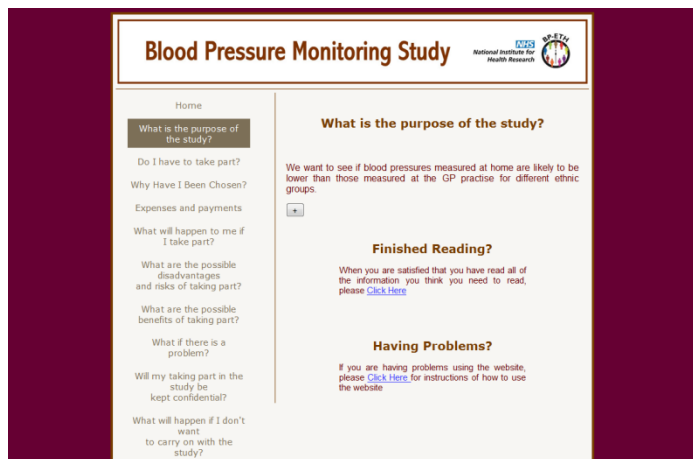 Blood Pressure Monitoring Study
NHS
National Institute for
Health Research
BP-ETH
Home
What is the purpose of
the study?
Do I have to take part?
Why Have I Been Chosen?
Expenses and payments
What will happen to me if
I take part?
What are the possible
disadvantages
and risks of taking part?
What are the possible
benefits of taking part?
What if there is a
problem?
Will my taking part in the
study be
kept confidential?
What will happen if I don't
want
to carry on with the
study?
What is the purpose of the study?
We want to see if blood pressures measured at home are likely to be
lower than those measured at the GP practise for different ethnic
groups.
+
Finished Reading?
When you are satisfied that you have read all of
the information you think you need to read,
please Click Here
Having Problems?
If you are having problems using the website,
please Click Here for instructions of how to use
the website